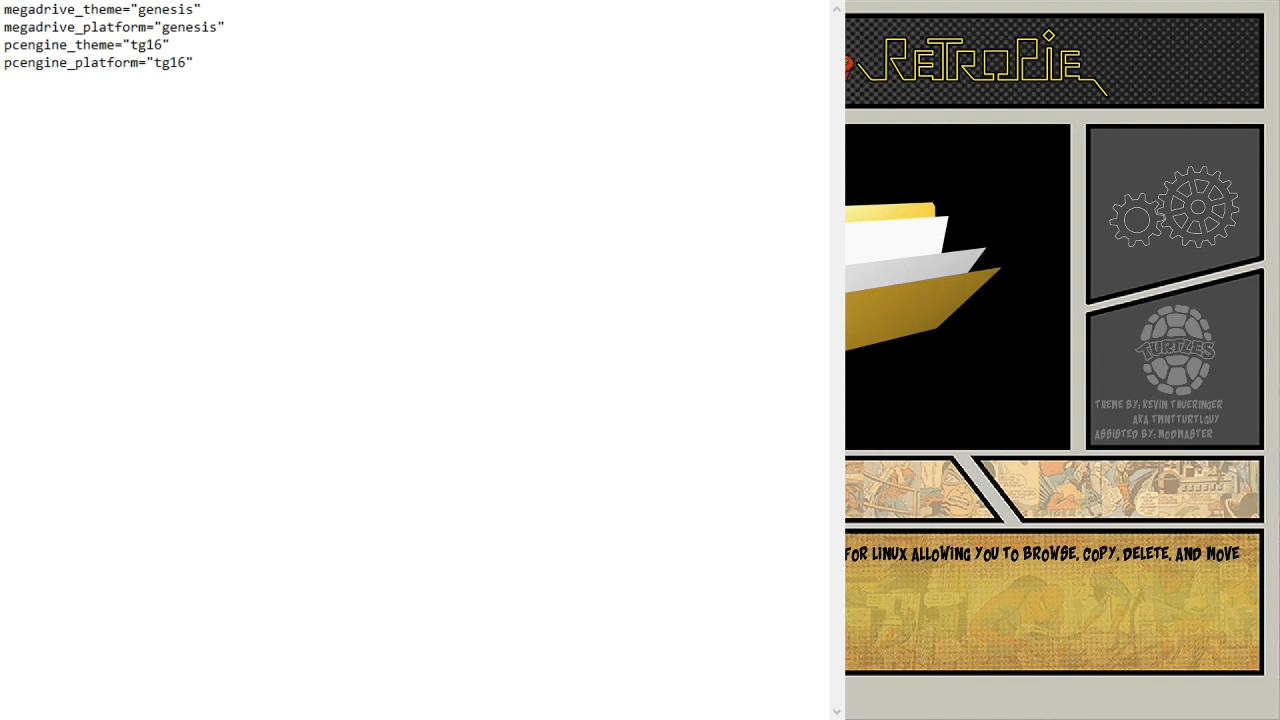 megadrive_theme="genesis"
megadrive_platform="genesis"
pcengine_theme="tg16"
pcengine_platform="tg16"
RETROPIE
TURTLES
THEME BY: KEVIN THUERINGER
AKA TMNTTURTLGUY
ASSISTED BY: MODMASTER
FOR LINUX ALLOWING YOU TO BROWSE, COPY, DELETE, AND MOVE